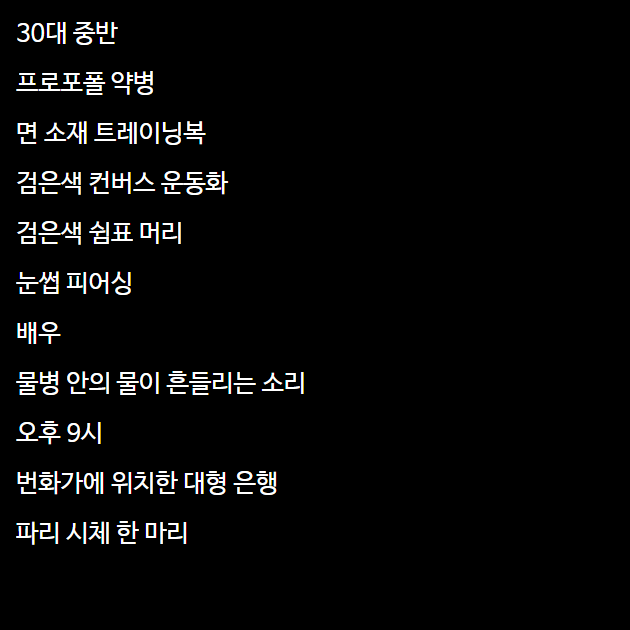 30대 중반
프로포폴 약병
면 소재 트레이닝복
검은색 컨버스 운동화
검은색 쉼표 머리
눈썹 피어싱
배우
물병 안의 물이 흔들리는 소리
오후 9시
번화가에 위치한 대형 은행
파리 시체 한 마리